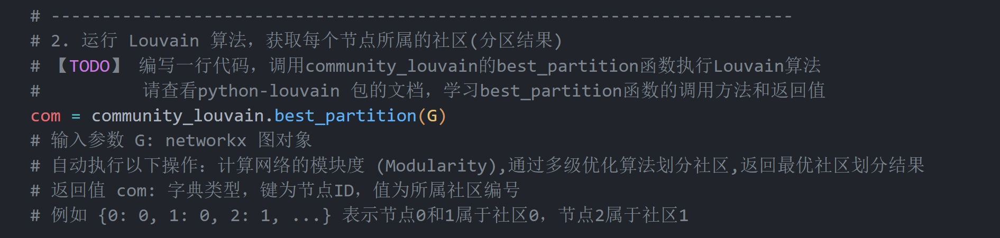 # -------------------------------------------------------------------------
# 2. 运行 Louvain 算法，获取每个节点所属的社区(分区结果)
# 【TODO】 编写一行代码，调用community_louvain的best_partition函数执行Louvain算法
#          请查看python-louvain 包的文档，学习best_partition函数的调用方法和返回值
com = community_louvain.best_partition(G)
# 输入参数 G: networkx 图对象
# 自动执行以下操作：计算网络的模块度 (Modularity),通过多级优化算法划分社区,返回最优社区划分结果
# 返回值 com: 字典类型，键为节点ID，值为所属社区编号
# 例如 {0: 0, 1: 0, 2: 1, ...} 表示节点0和1属于社区0，节点2属于社区1